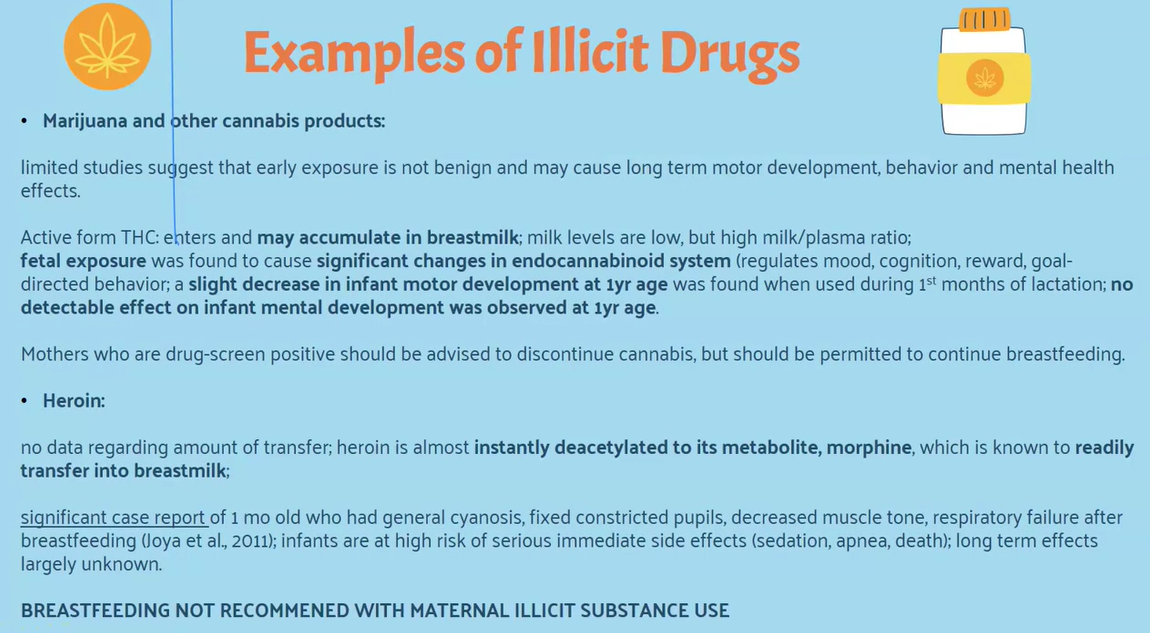 Examples of Illicit Drugs
• Marijuana and other cannabis products:
limited studies suggest that early exposure is not benign and may cause long term motor development, behavior and mental health
effects.
Active form THC: enters and may accumulate in breastmilk; milk levels are low, but high milk/plasma ratio;
fetal exposure was found to cause significant changes in endocannabinoid system (regulates mood, cognition, reward, goal-
directed behavior; a slight decrease in infant motor development at 1yr age was found when used during 1st months of lactation; no
detectable effect on infant mental development was observed at 1yr age.
Mothers who are drug-screen positive should be advised to discontinue cannabis, but should be permitted to continue breastfeeding.
• Heroin:
no data regarding amount of transfer; heroin is almost instantly deacetylated to its metabolite, morphine, which is known to readily
transfer into breastmilk;
significant case report of 1 mo old who had general cyanosis, fixed constricted pupils, decreased muscle tone, respiratory failure after
breastfeeding (Joya et al., 2011); infants are at high risk of serious immediate side effects (sedation, apnea, death); long term effects
largely unknown.
BREASTFEEDING NOT RECOMMENED WITH MATERNAL ILLICIT SUBSTANCE USE